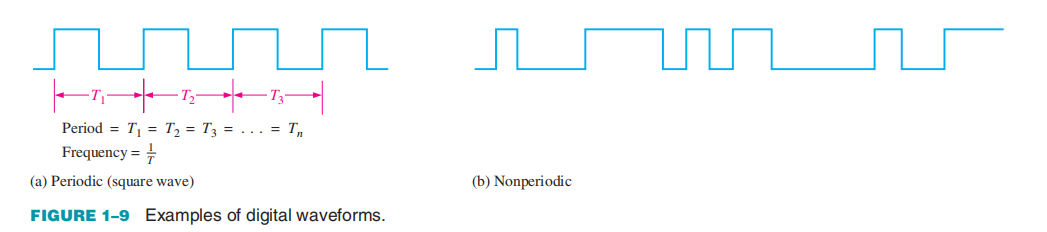 T1 T2 T3
Period = T1 = T2 = T3 = . . . = Tn
Frequency = 1/T
(a) Periodic (square wave)
(b) Nonperiodic
FIGURE 1–9 Examples of digital waveforms.